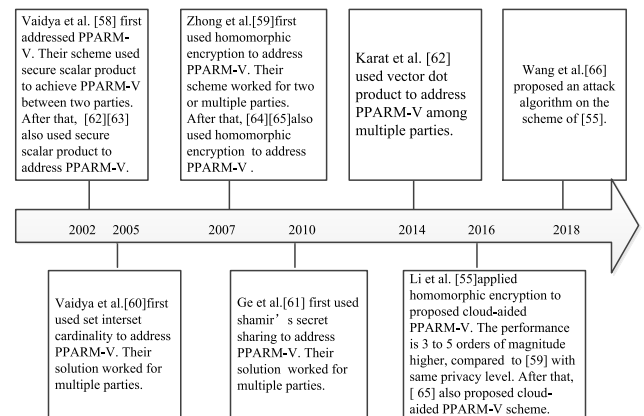 Vaidya et al. [58] first
addressed PPARM-
V. Their scheme used
secure scalar product
to achieve PPARM-V
between two parties.
After that, [62][63]
also used secure
scalar product to
address PPARM-V.
Zhong et al.[59]first
used homomorphic
encryption to address
PPARM-V. Their
scheme worked for two
or multiple parties.
After that, [64][65]also
used homomorphic
encryption to address
PPARM-V .
Karat et al. [62]
used vector dot
product to address
PPARM-V among
multiple parties.
Wang et al.[66]
proposed an attack
algorithm on the
scheme of [55].
2002 2005 2007 2010 2014 2016 2018
Vaidya et al.[60]first
used set interset
cardinality to address
PPARM-V. Their
solution worked for
multiple parties.
Ge et al.[61] first used
shamir’ s secret
sharing to address
PPARM-V. Their
solution worked for
multiple parties.
Li et al. [55]applied
homomorphic encryption to
proposed cloud-aided
PPARM-V. The performance
is 3 to 5 orders of magnitude
higher, compared to [59] with
same privacy level. After that,
[ 65] also proposed cloud-
aided PPARM-V scheme.